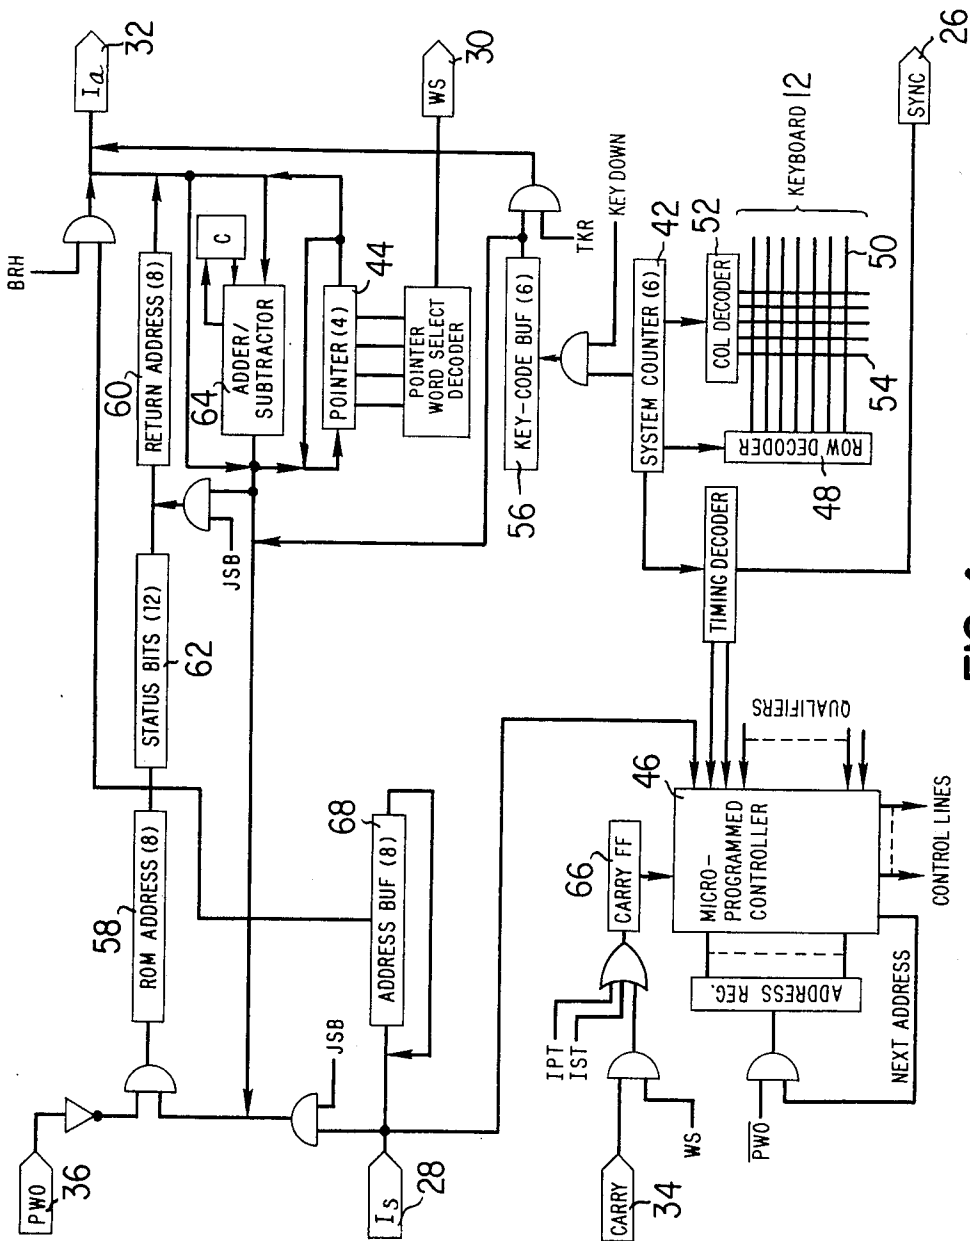 BRH
Ia
32
60
RETURN ADDRESS (8)
C
64
ADDER/
SUBTRACTOR
WS
30
44
POINTER (4)
POINTER
WORD SELECT
DECODER
STATUS BITS (12)
62
JSB
58
ROM ADDRESS (8)
PWO
36
KEY-CODE BUF (6)
56
TKR
KEY DOWN
68
ADDRESS BUF (8)
JSB
Is
28
42
SYSTEM COUNTER (6)
52
COL DECODER
KEYBOARD 12
50
54
ROW DECODER
48
TIMING DECODER
SYNC
26
QUALIFIERS
46
MICRO-
PROGRAMMED
CONTROLLER
CONTROL LINES
66
CARRY FF
IPT
IST
WS
CARRY
34
ADDRESS REG.
NEXT ADDRESS
PWO